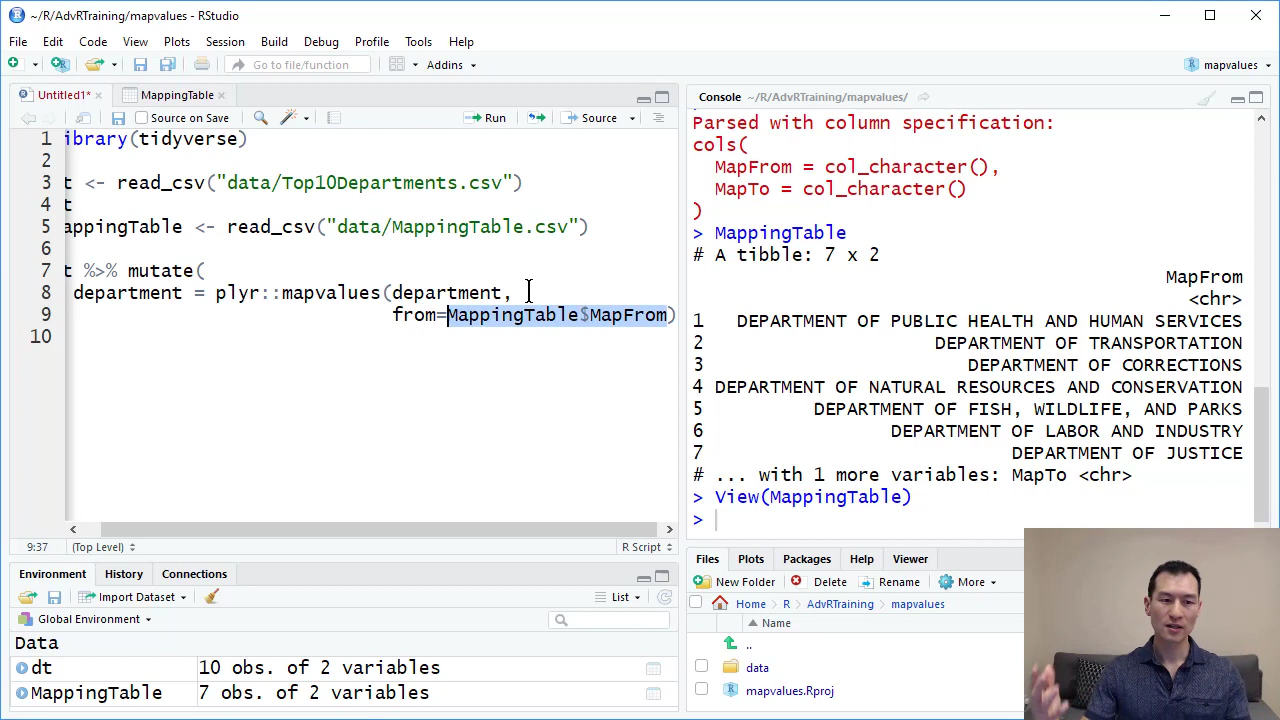 ~/R/AdvRTraining/mapvalues - RStudio
File Edit Code View Plots Session Build Debug Profile Tools Help
Go to file/function Addins mapvalues
Untitled1* MappingTable
Source on Save Run Source
1 ibrary(tidyverse)
2
3 t <- read_csv("data/Top10Departments.csv")
4 t
5 appingTable <- read_csv("data/MappingTable.csv")
6
7 t %>% mutate(
8 department = plyr::mapvalues(department,
9 from=MappingTable$MapFrom)
10
9:37 (Top Level) R Script
Environment History Connections
Import Dataset List
Global Environment
Data
dt 10 obs. of 2 variables
MappingTable 7 obs. of 2 variables
Console ~/R/AdvRTraining/mapvalues/
Parsed with column specification:
cols(
MapFrom = col_character(),
MapTo = col_character()
)
> MappingTable
# A tibble: 7 x 2
MapFrom
<chr>
1 DEPARTMENT OF PUBLIC HEALTH AND HUMAN SERVICES
2 DEPARTMENT OF TRANSPORTATION
3 DEPARTMENT OF CORRECTIONS
4 DEPARTMENT OF NATURAL RESOURCES AND CONSERVATION
5 DEPARTMENT OF FISH, WILDLIFE, AND PARKS
6 DEPARTMENT OF LABOR AND INDUSTRY
7 DEPARTMENT OF JUSTICE
# ... with 1 more variables: MapTo <chr>
> View(MappingTable)
>
Files Plots Packages Help Viewer
New Folder Delete Rename More
Home R AdvRTraining mapvalues
Name
..
data
mapvalues.Rproj